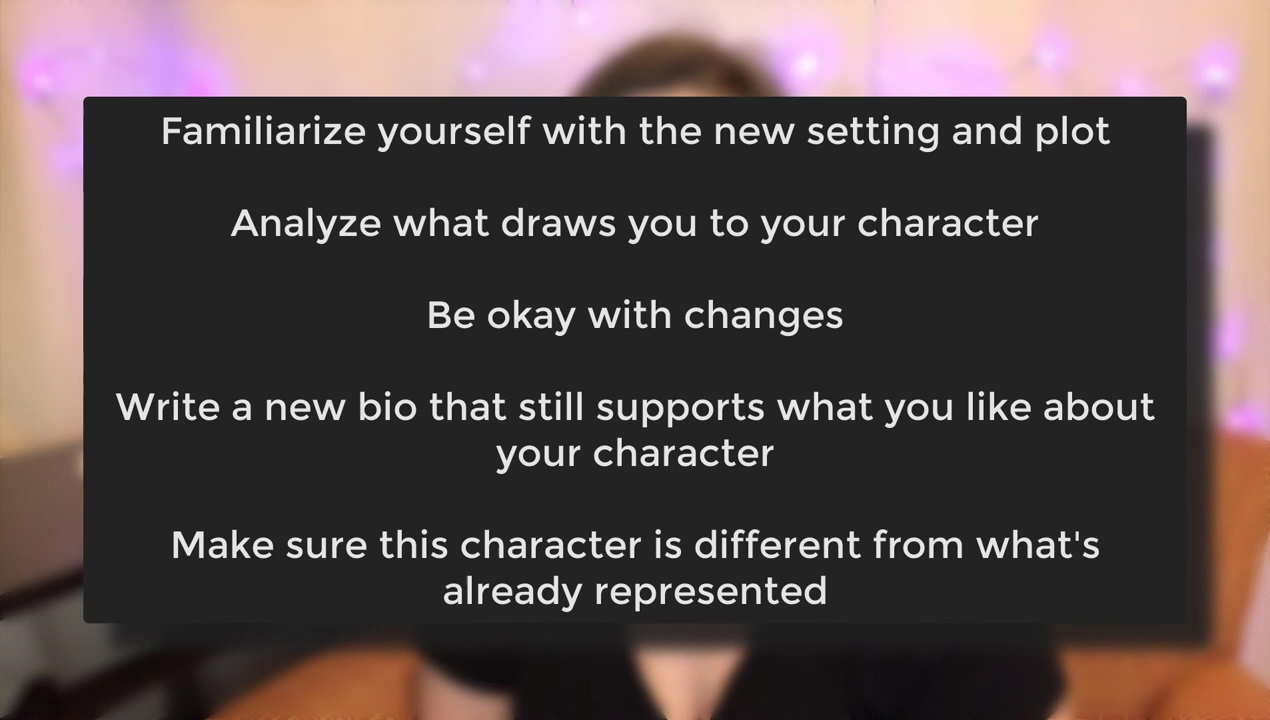 Familiarize yourself with the new setting and plot
Analyze what draws you to your character
Be okay with changes
Write a new bio that still supports what you like about
your character
Make sure this character is different from what's
already represented